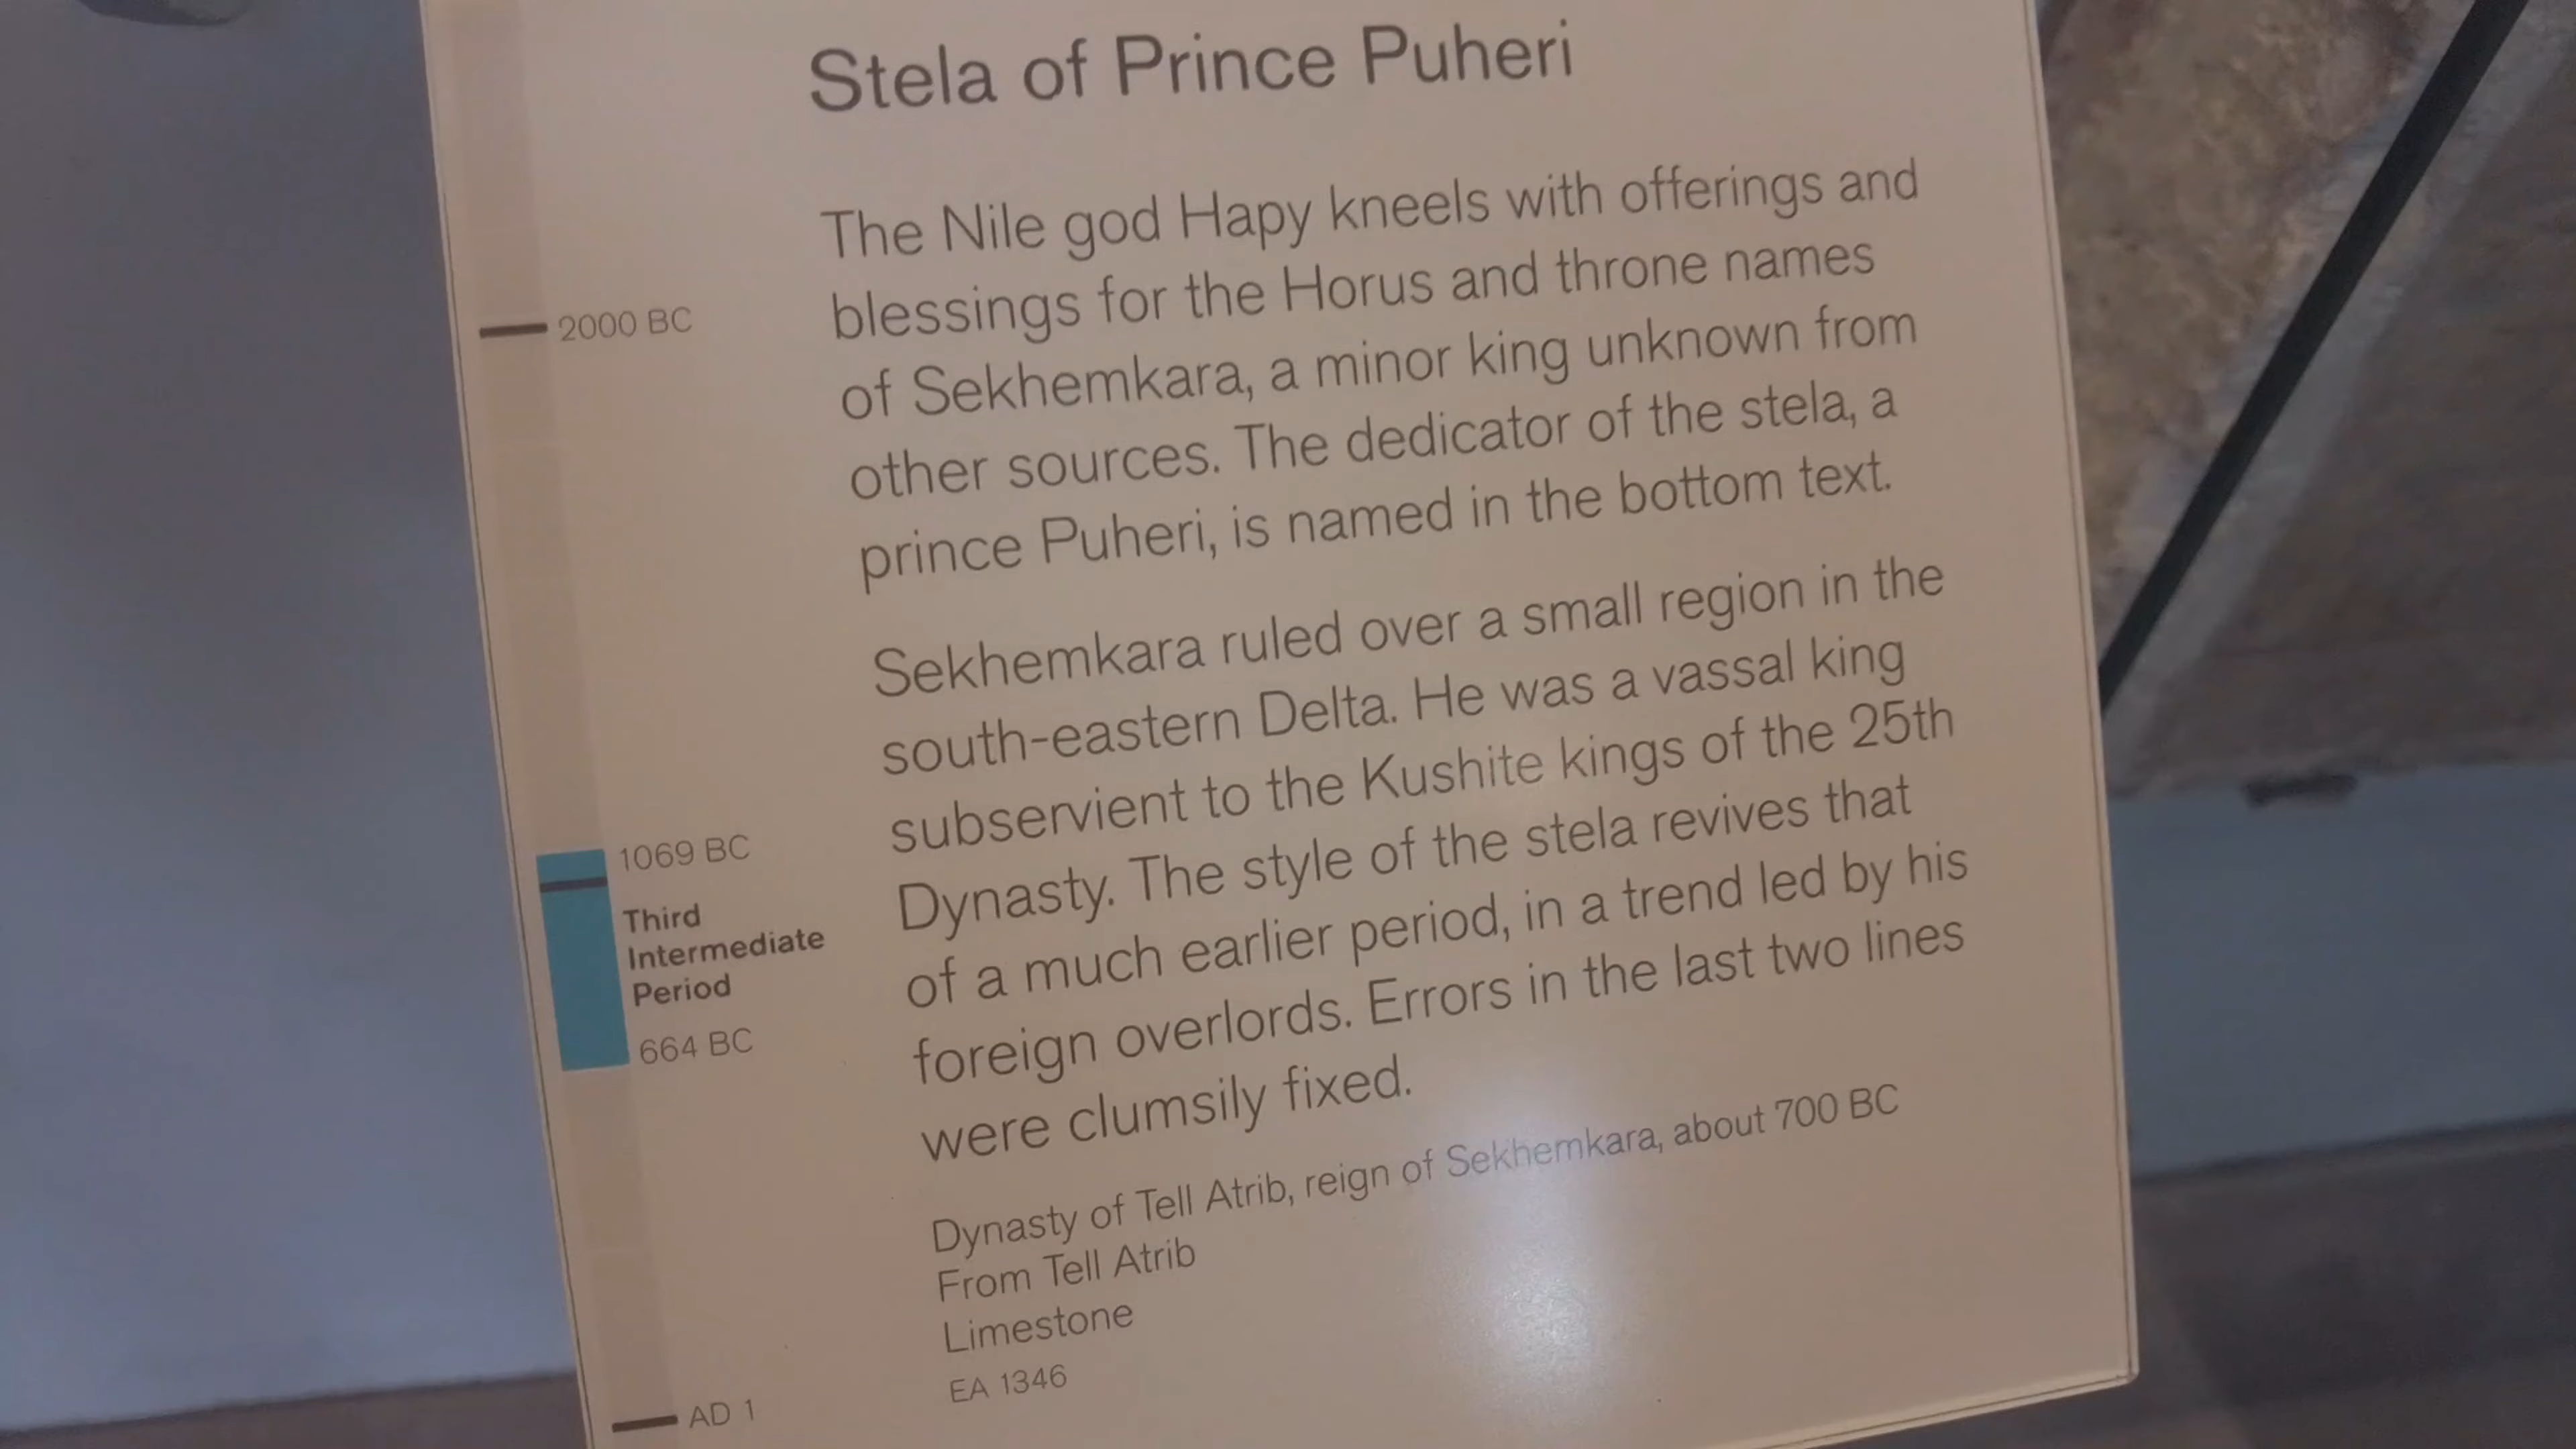 Stela of Prince Puheri
The Nile god Hapy kneels with offerings and
blessings for the Horus and throne names
of Sekhemkara, a minor king unknown from
other sources. The dedicator of the stela, a
prince Puheri, is named in the bottom text.
Sekhemkara ruled over a small region in the
south-eastern Delta. He was a vassal king
subservient to the Kushite kings of the 25th
Dynasty. The style of the stela revives that
of a much earlier period, in a trend led by his
foreign overlords. Errors in the last two lines
were clumsily fixed.
Dynasty of Tell Atrib, reign of Sekhemkara, about 700 BC
From Tell Atrib
Limestone
EA 1346
2000 BC
1069 BC
Third
Intermediate
Period
664 BC
AD 1